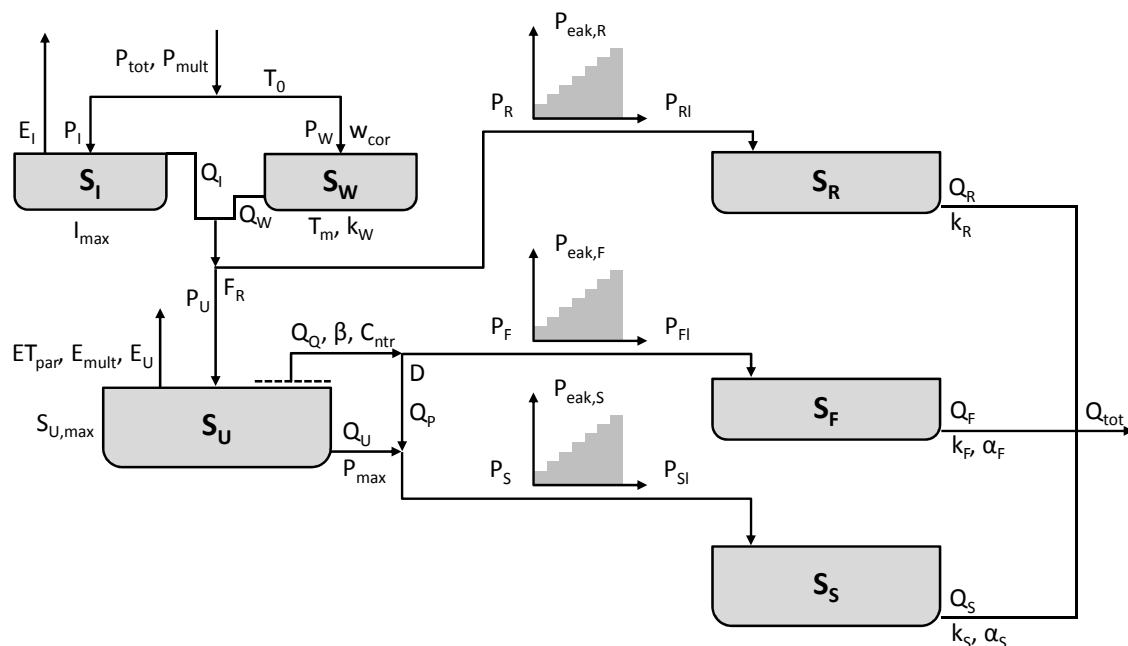 P_tot, P_mult
T_0
E_I
P_I
P_W
w_cor
S_I
S_W
Q_I
Q_W
I_max
T_m, k_W
P_eak,R
P_R
P_RI
S_R
Q_R
k_R
P_U
F_R
ET_par, E_mult, E_U
Q_Q, β, C_ntr
D
Q_P
S_U,max
S_U
Q_U
P_max
P_eak,F
P_F
P_FI
S_F
Q_F
Q_tot
k_F, α_F
P_eak,S
P_S
P_SI
S_S
Q_S
k_S, α_S